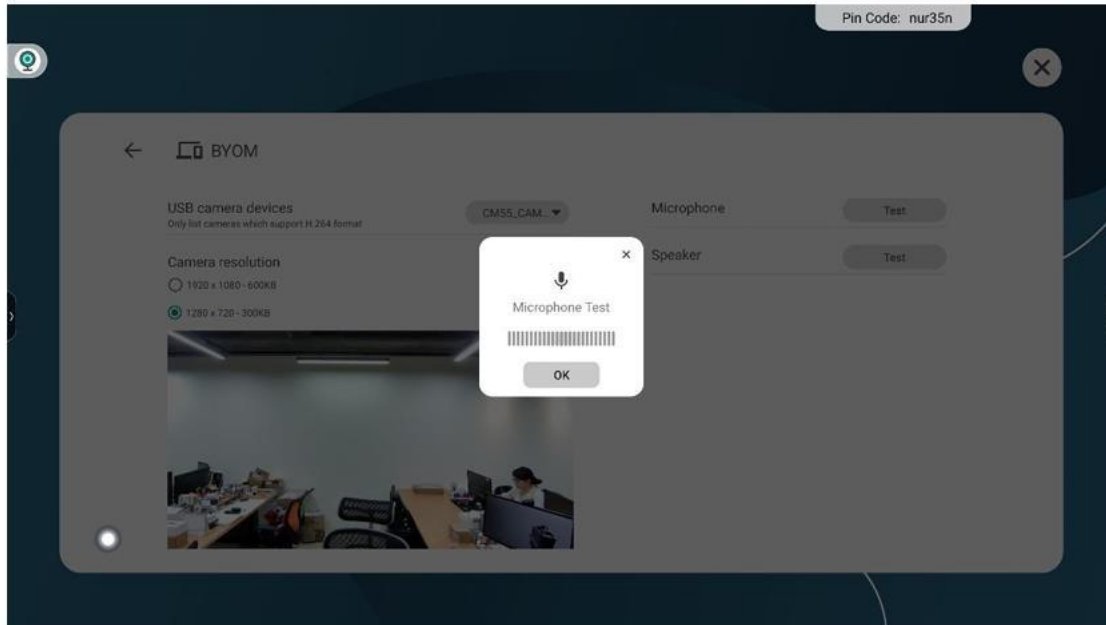 Pin Code: nur35n
BYOM
USB camera devices
Only list cameras which support H.264 format
CM55_CAM...
Microphone
Test
Camera resolution
Speaker
Test
1920 x 1080 - 600KB
1280 x 720 - 300KB
Microphone Test
OK